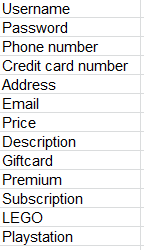 Username
Password
Phone number
Credit card number
Address
Email
Price
Description
Giftcard
Premium
Subscription
LEGO
Playstation